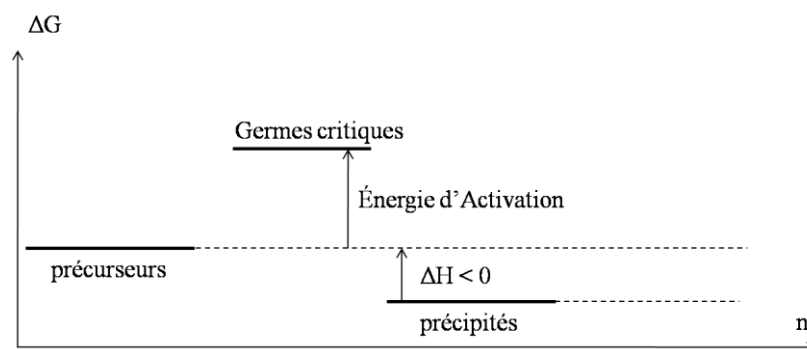 ΔG
Germes critiques
Énergie d’Activation
précurseurs
ΔH < 0
précipités
n